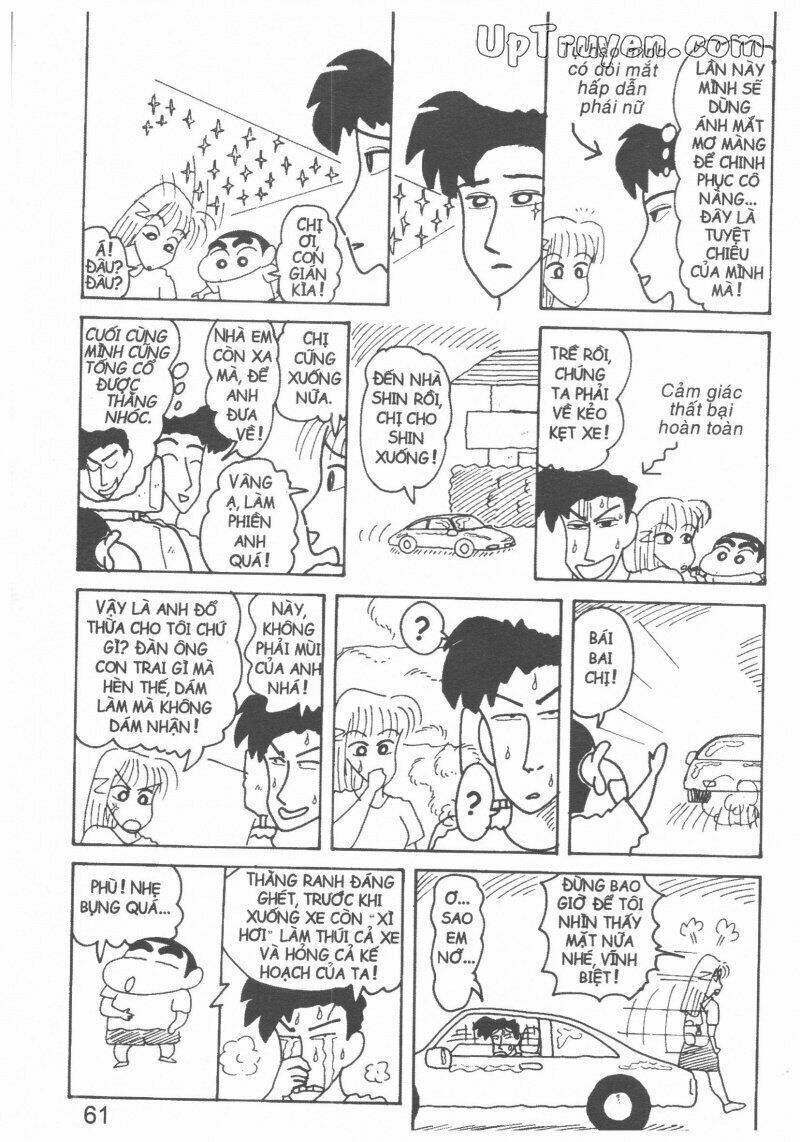 UpTruyen.com
LẦN NÀY
MÌNH SẼ
DÙNG
ÁNH MẮT
MƠ MÀNG
ĐỂ CHINH
PHỤC CÔ
NÀNG...
ĐÂY LÀ
TUYỆT
CHIÊU
CỦA MÌNH
MÀ!
Tự hào mình
có đôi mắt
hấp dẫn
phái nữ
CHỊ
ƠI,
CON
GIÁN
KÌA!
Á!
ĐÂU?
ĐÂU?
TRỄ RỒI,
CHÚNG
TA PHẢI
VỀ KẺO
KẸT XE!
Cảm giác
thất bại
hoàn toàn
ĐẾN NHÀ
SHIN RỒI,
CHỊ CHO
SHIN
XUỐNG!
CHỊ
CŨNG
XUỐNG
NỮA.
NHÀ EM
CÒN XA
MÀ, ĐỂ
ANH
ĐƯA
VỀ!
VÂNG
Ạ, LÀM
PHIỀN
ANH
QUÁ!
CUỐI CÙNG
MÌNH CŨNG
TỐNG CỔ
ĐƯỢC
THẰNG
NHÓC.
BÁI
BAI
CHỊ!
?
?
NÀY,
KHÔNG
PHẢI MÙI
CỦA ANH
NHÁ!
VẬY LÀ ANH ĐỔ
THỪA CHO TÔI CHỨ
GÌ? ĐÀN ÔNG
CON TRAI GÌ MÀ
HÈN THẾ, DÁM
LÀM MÀ KHÔNG
DÁM NHẬN!
ĐỪNG BAO
GIỜ ĐỂ TÔI
NHÌN THẤY
MẶT NỮA
NHÉ, VĨNH
BIỆT!
Ơ...
SAO
EM
NỠ...
THẰNG RANH ĐÁNG
GHÉT, TRƯỚC KHI
XUỐNG XE CÒN "XÌ
HƠI" LÀM THÚI CẢ XE
VÀ HỎNG CẢ KẾ
HOẠCH CỦA TA!
PHÙ! NHẸ
BỤNG QUÁ...
61